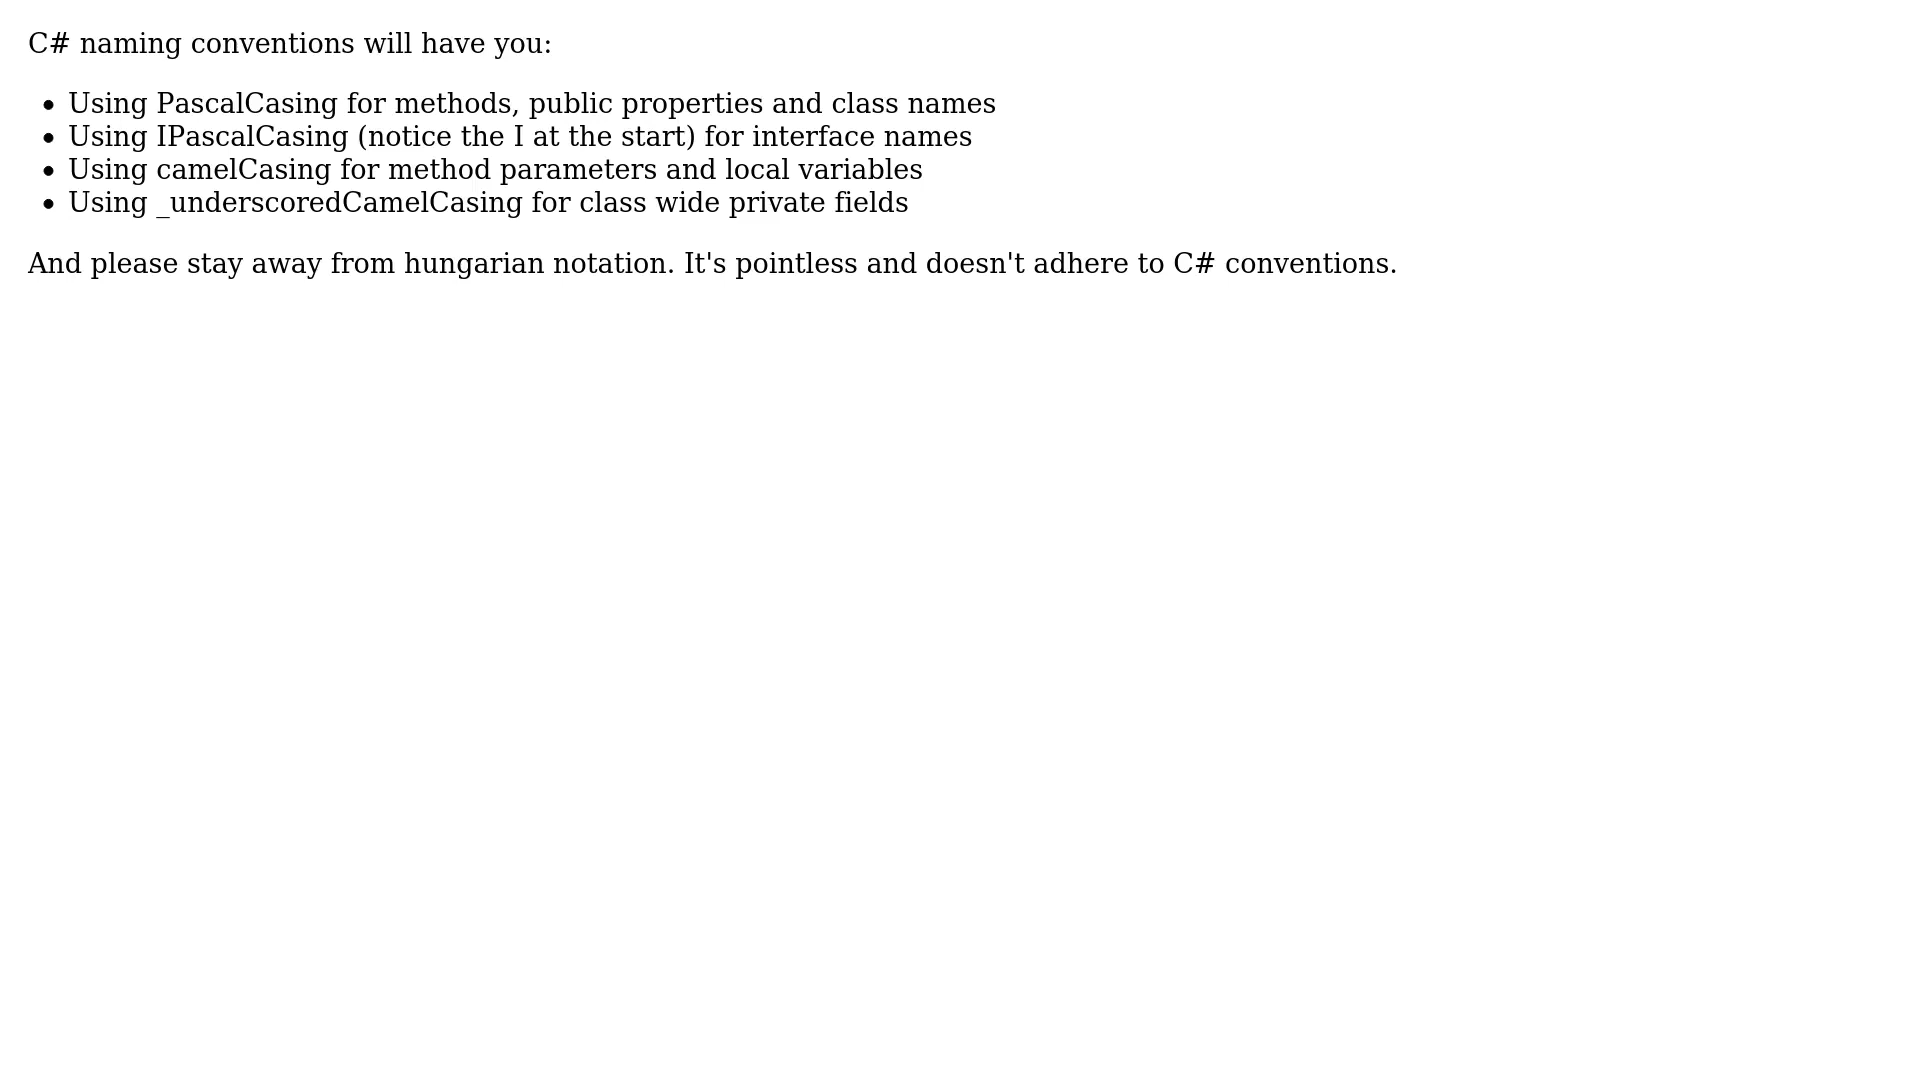 C# naming conventions will have you:
• Using PascalCasing for methods, public properties and class names
• Using IPascalCasing (notice the I at the start) for interface names
• Using camelCasing for method parameters and local variables
• Using _underscoredCamelCasing for class wide private fields
And please stay away from hungarian notation. It's pointless and doesn't adhere to C# conventions.